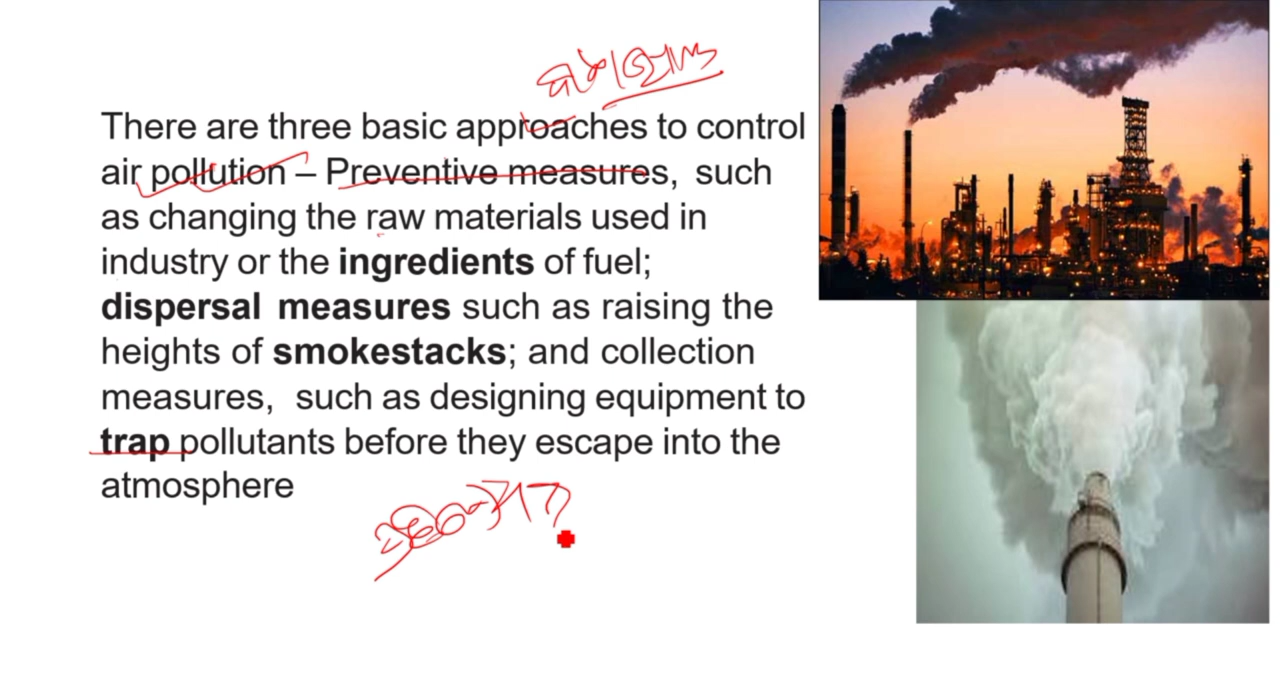 There are three basic approaches to control
air pollution – Preventive measures, such
as changing the raw materials used in
industry or the ingredients of fuel;
dispersal measures such as raising the
heights of smokestacks; and collection
measures, such as designing equipment to
trap pollutants before they escape into the
atmosphere